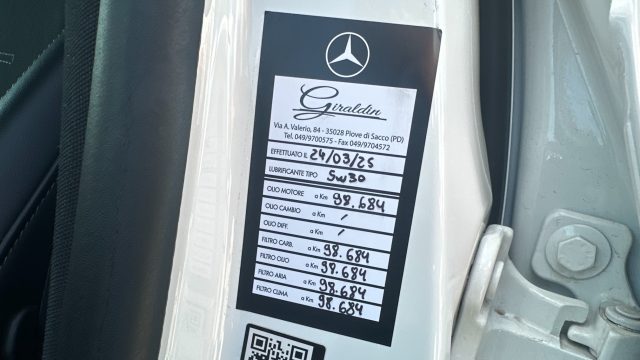 Giraldin
Via A. Valerio, 84 - 35028 Piove di Sacco (PD)
Tel. 049/9700575 - Fax 049/9704572
EFFETTUATO IL 24/03/25
LUBRIFICANTE TIPO 5w30
OLIO MOTORE a Km 98.684
OLIO CAMBIO a Km /
OLIO DIFF. a Km /
FILTRO CARB. a Km 98.684
FILTRO OLIO a Km 98.684
FILTRO ARIA a Km 98.684
FILTRO CLIMA a Km 98.684